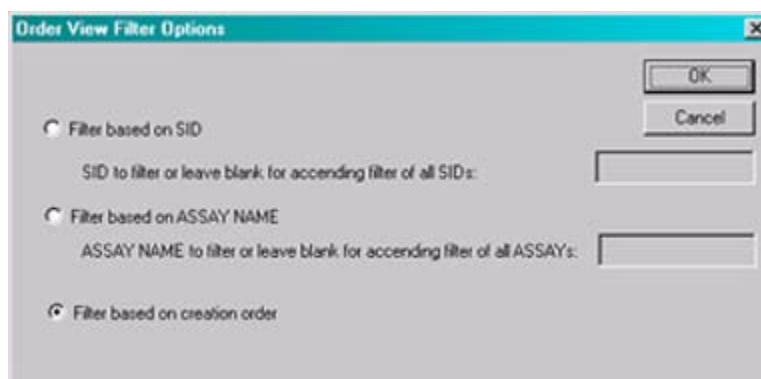 Order View Filter Options
OK
Cancel
Filter based on SID
SID to filter or leave blank for accending filter of all SIDs:
Filter based on ASSAY NAME
ASSAY NAME to filter or leave blank for accending filter of all ASSAYs:
Filter based on creation order